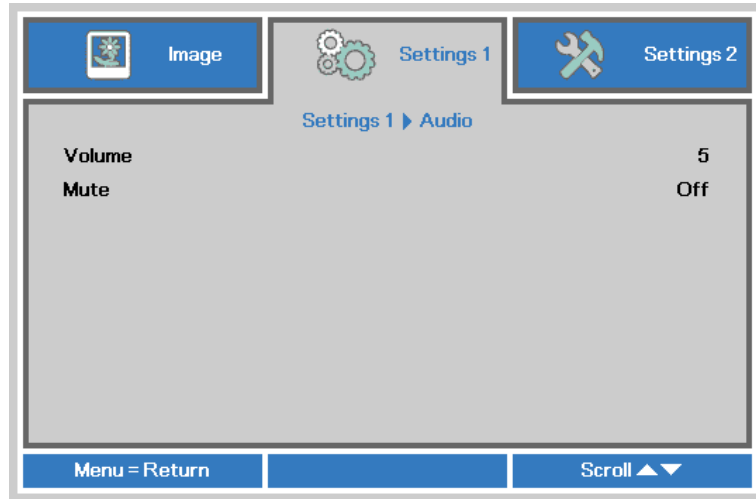 Image
Settings 1
Settings 2
Settings 1 ▶ Audio
Volume 5
Mute Off
Menu = Return
Scroll ▲▼